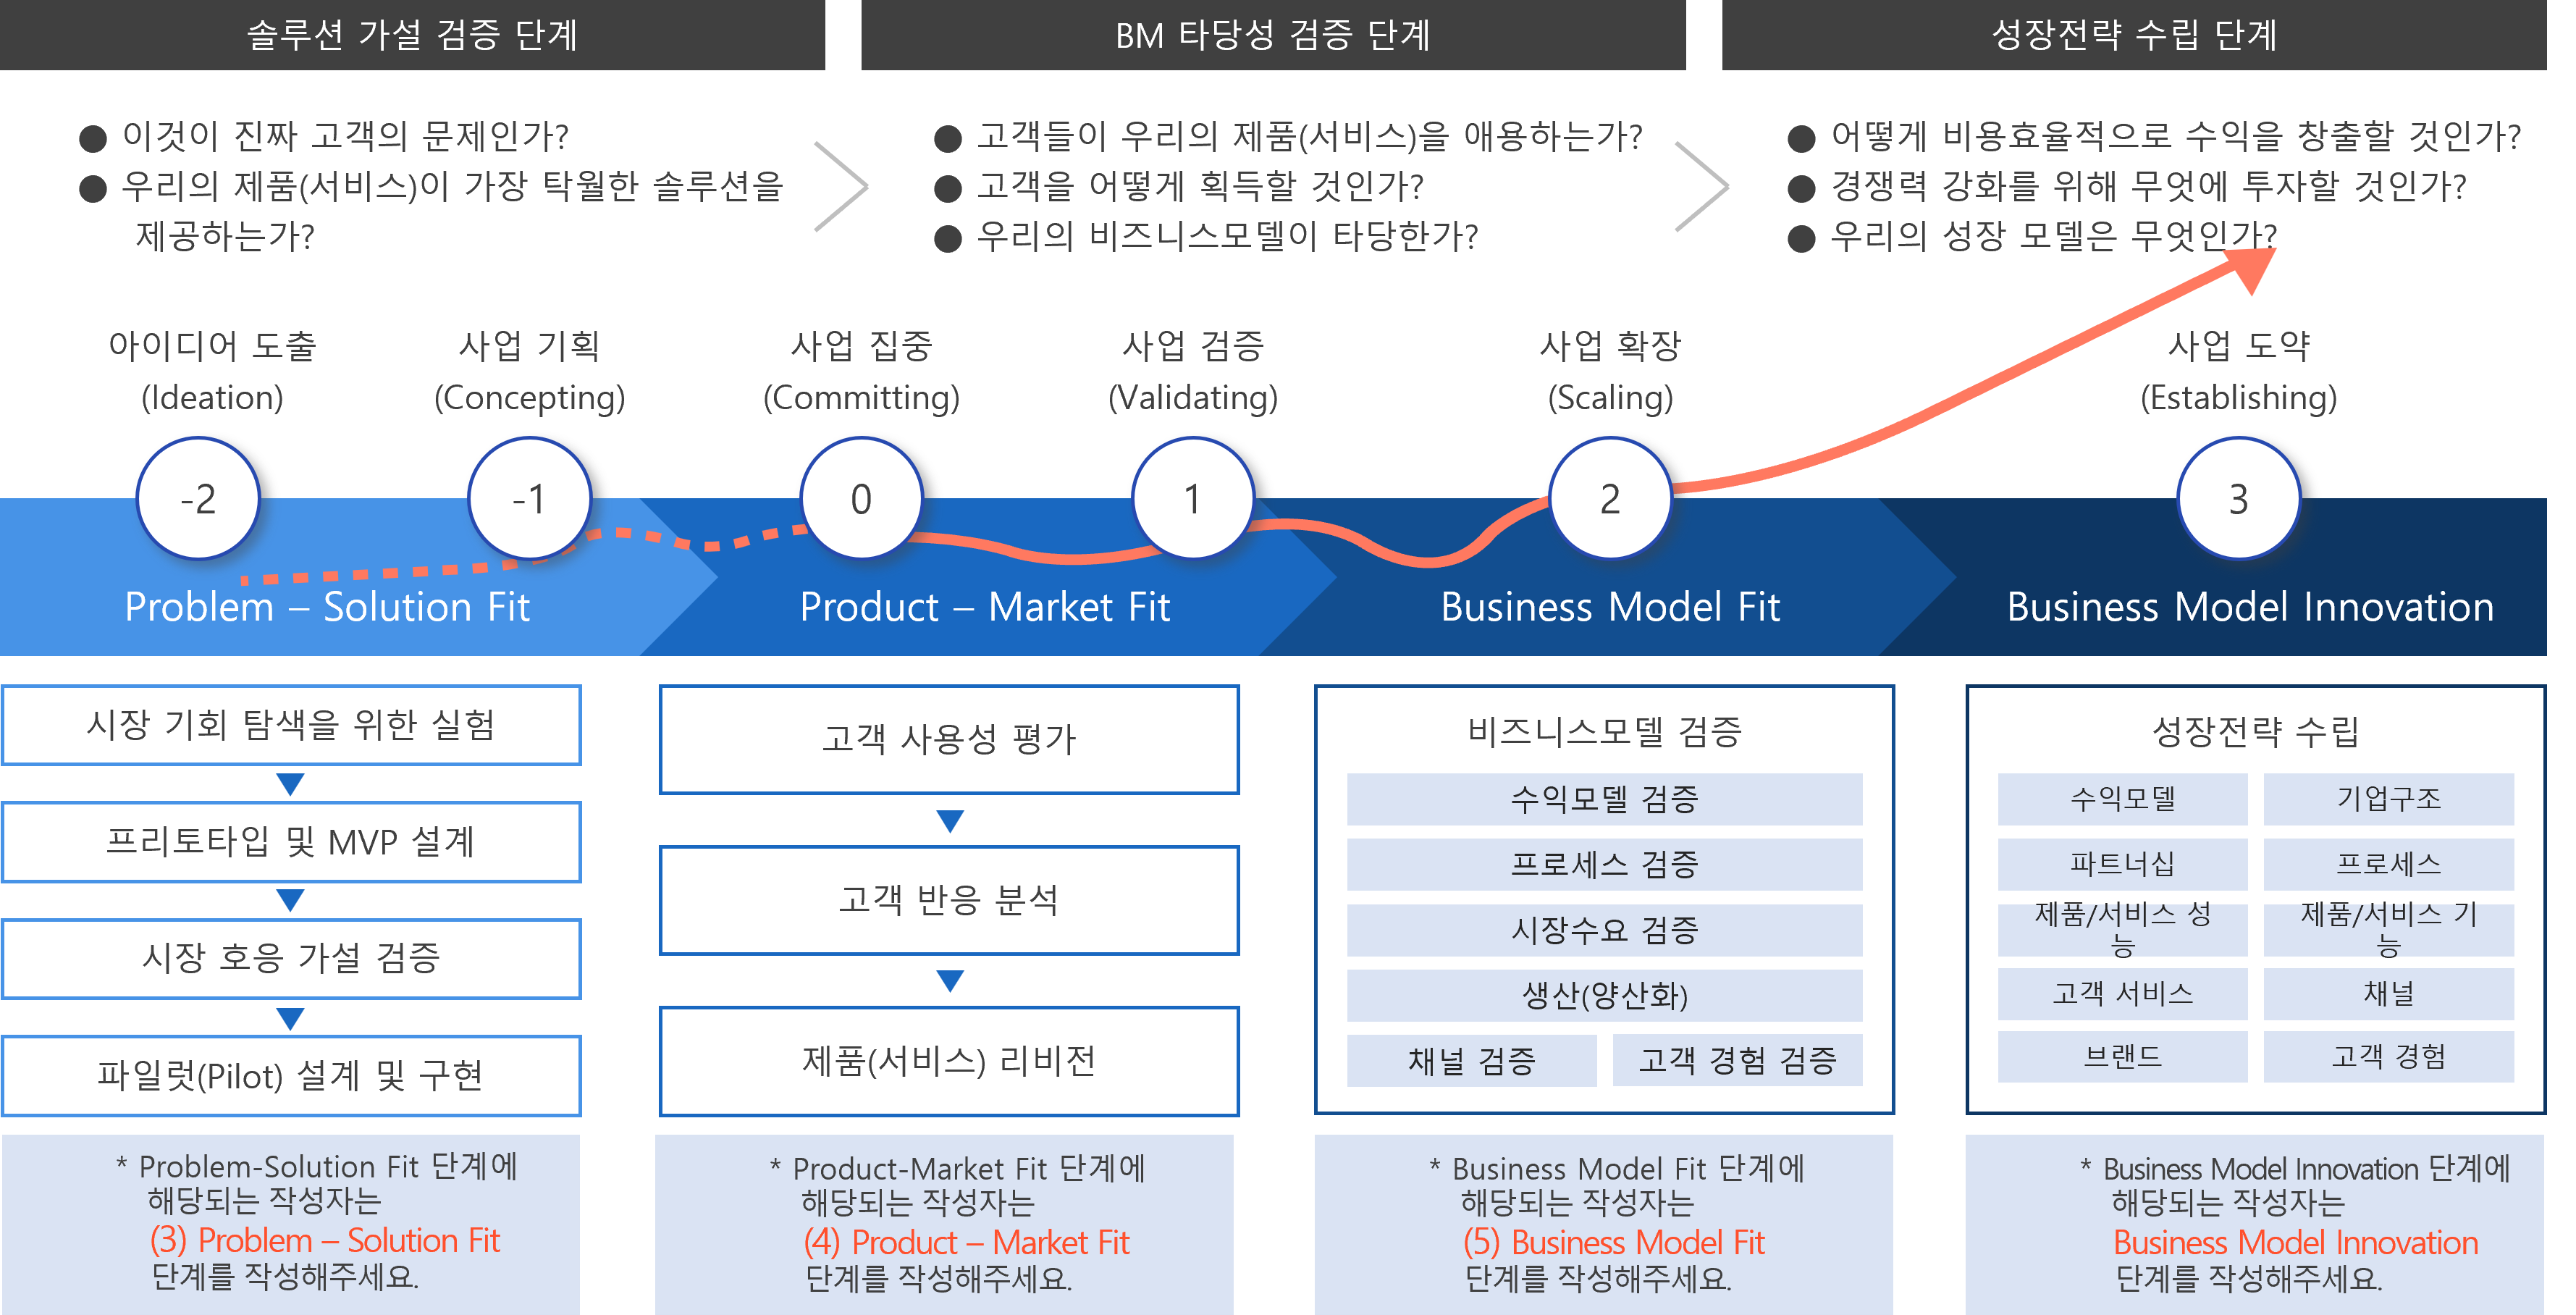 솔루션 가설 검증 단계
BM 타당성 검증 단계
성장전략 수립 단계
● 이것이 진짜 고객의 문제인가?
● 우리의 제품(서비스)이 가장 탁월한 솔루션을
제공하는가?
● 고객들이 우리의 제품(서비스)을 애용하는가?
● 고객을 어떻게 획득할 것인가?
● 우리의 비즈니스모델이 타당한가?
● 어떻게 비용효율적으로 수익을 창출할 것인가?
● 경쟁력 강화를 위해 무엇에 투자할 것인가?
● 우리의 성장 모델은 무엇인가?
아이디어 도출
(Ideation)
사업 기획
(Concepting)
사업 집중
(Committing)
사업 검증
(Validating)
사업 확장
(Scaling)
사업 도약
(Establishing)
-2
-1
0
1
2
3
Problem – Solution Fit
Product – Market Fit
Business Model Fit
Business Model Innovation
시장 기회 탐색을 위한 실험
프리토타입 및 MVP 설계
시장 호응 가설 검증
파일럿(Pilot) 설계 및 구현
고객 사용성 평가
고객 반응 분석
제품(서비스) 리비전
비즈니스모델 검증
수익모델 검증
프로세스 검증
시장수요 검증
생산(양산화)
채널 검증
고객 경험 검증
성장전략 수립
수익모델
기업구조
파트너십
프로세스
제품/서비스 성
능
제품/서비스 기
능
고객 서비스
채널
브랜드
고객 경험
* Problem-Solution Fit 단계에
해당되는 작성자는
(3) Problem – Solution Fit
단계를 작성해주세요.
* Product-Market Fit 단계에
해당되는 작성자는
(4) Product – Market Fit
단계를 작성해주세요.
* Business Model Fit 단계에
해당되는 작성자는
(5) Business Model Fit
단계를 작성해주세요.
* Business Model Innovation 단계에
해당되는 작성자는
Business Model Innovation
단계를 작성해주세요.